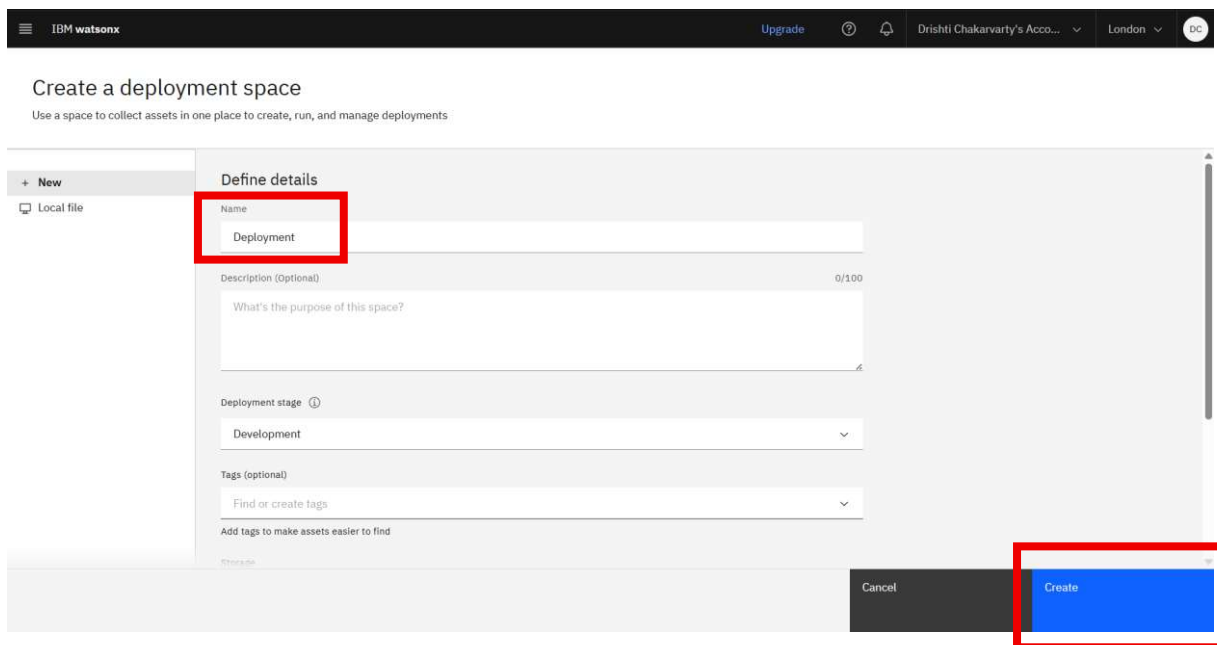 IBM watsonx
Upgrade
Drishti Chakarvarty's Acco...
London
DC
Create a deployment space
Use a space to collect assets in one place to create, run, and manage deployments
+ New
Local file
Define details
Name
Deployment
Description (Optional)
0/100
What's the purpose of this space?
Deployment stage
Development
Tags (optional)
Find or create tags
Add tags to make assets easier to find
Storage
Cancel
Create